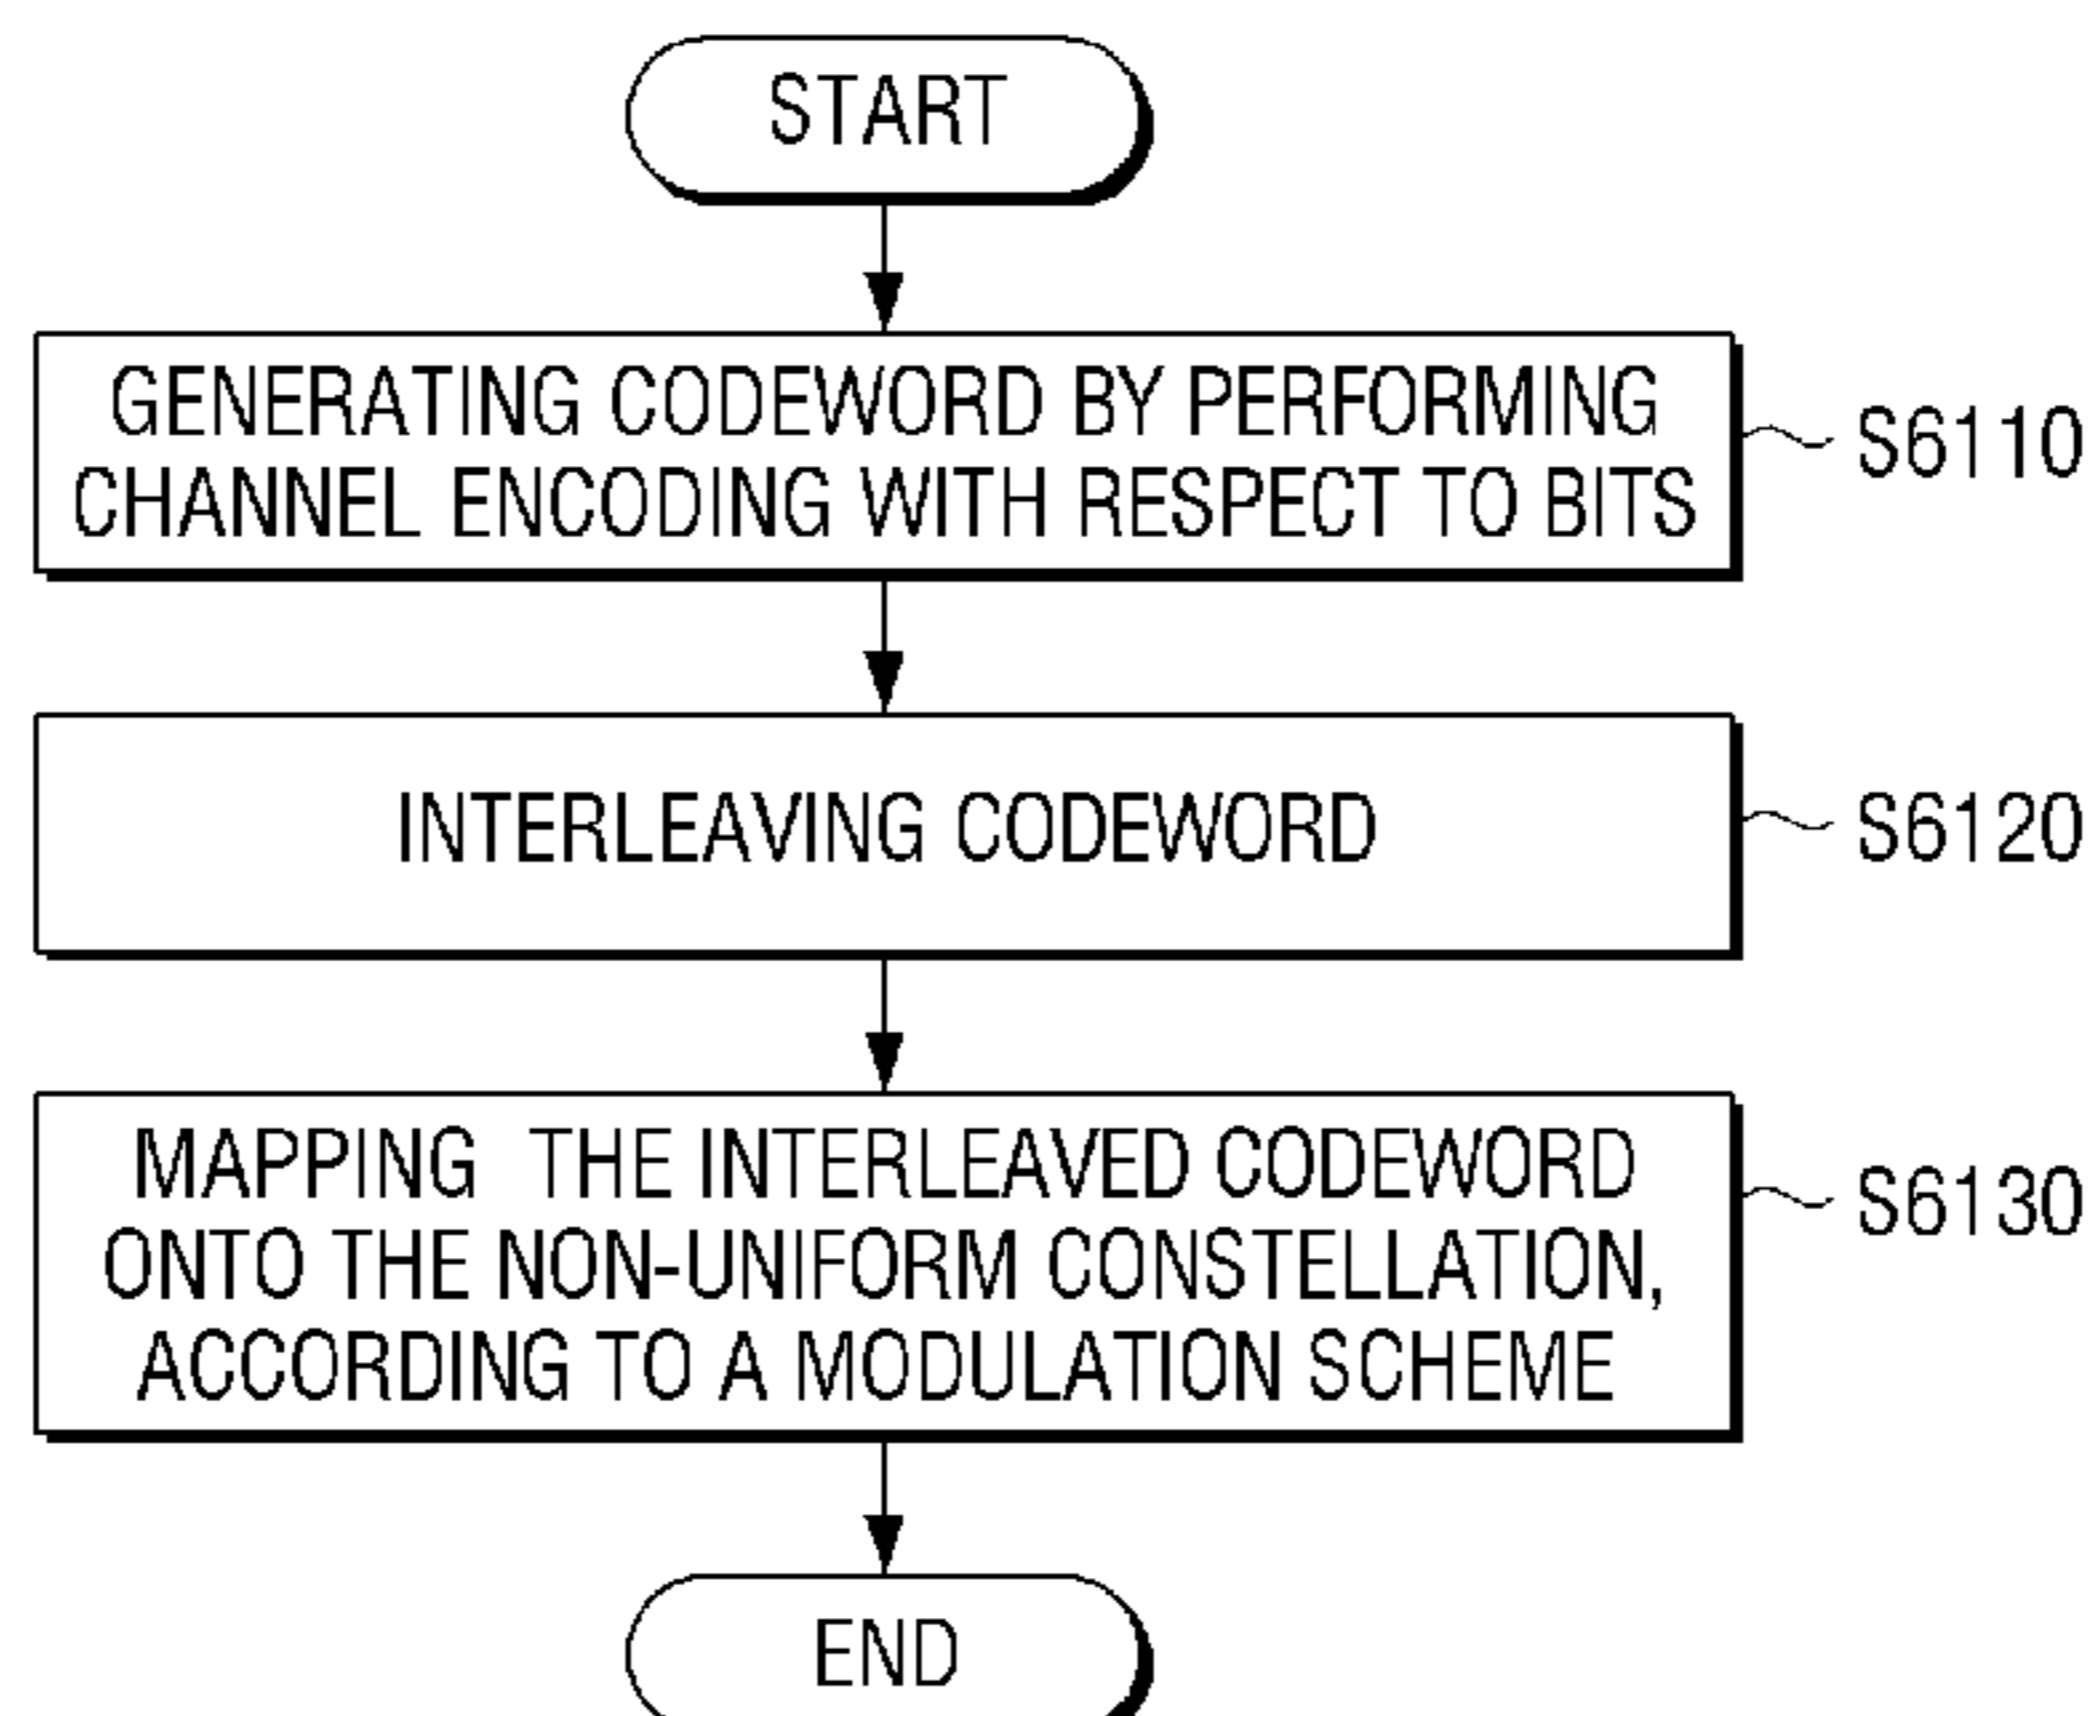 START
GENERATING CODEWORD BY PERFORMING
CHANNEL ENCODING WITH RESPECT TO BITS
S6110
INTERLEAVING CODEWORD
S6120
MAPPING THE INTERLEAVED CODEWORD
ONTO THE NON-UNIFORM CONSTELLATION,
ACCORDING TO A MODULATION SCHEME
S6130
END